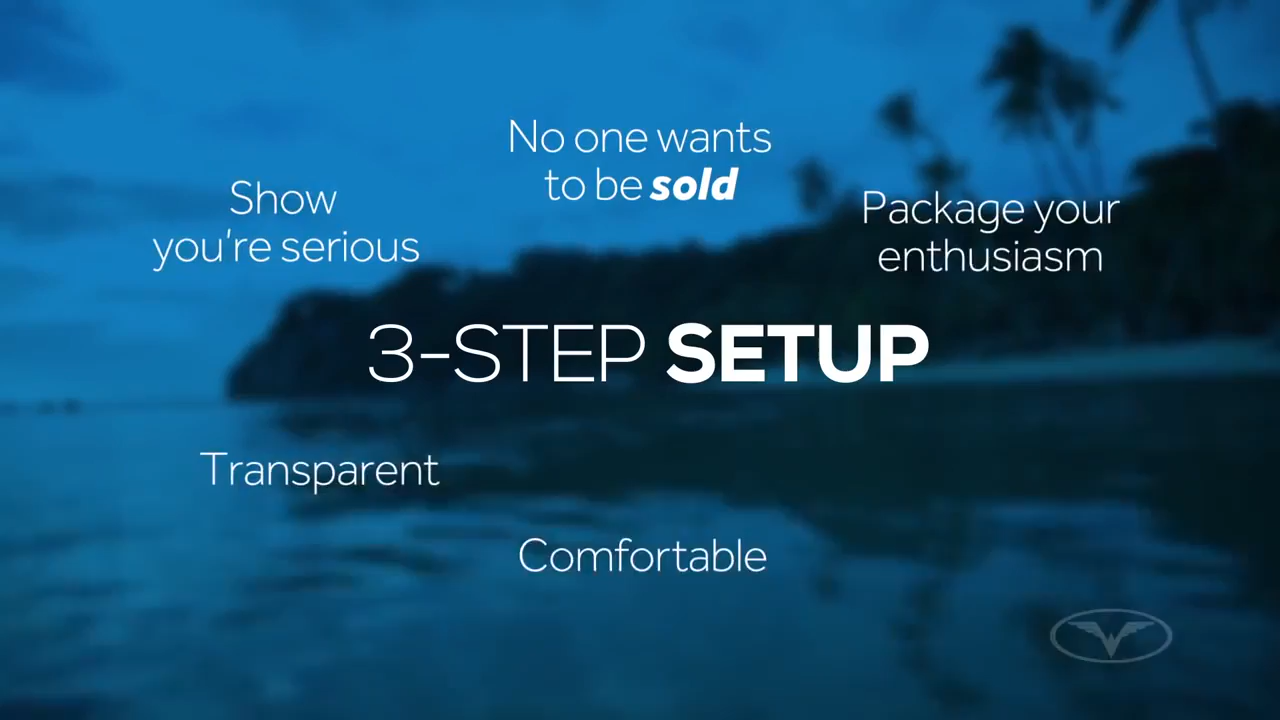 No one wants
to be sold
Show
you're serious
Package your
enthusiasm
3-STEP SETUP
Transparent
Comfortable